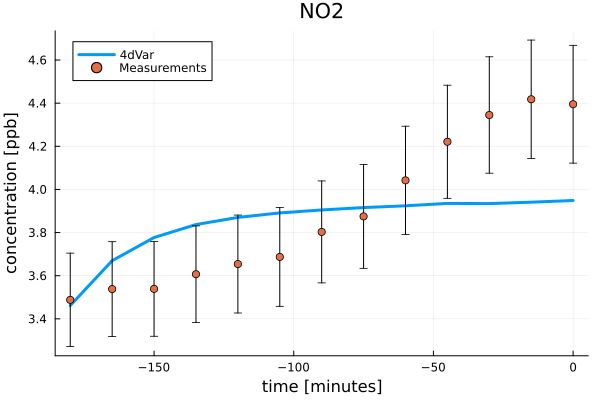 NO2
4dVar
Measurements
concentration [ppb]
4.6
4.4
4.2
4.0
3.8
3.6
3.4
−150
−100
−50
0
time [minutes]